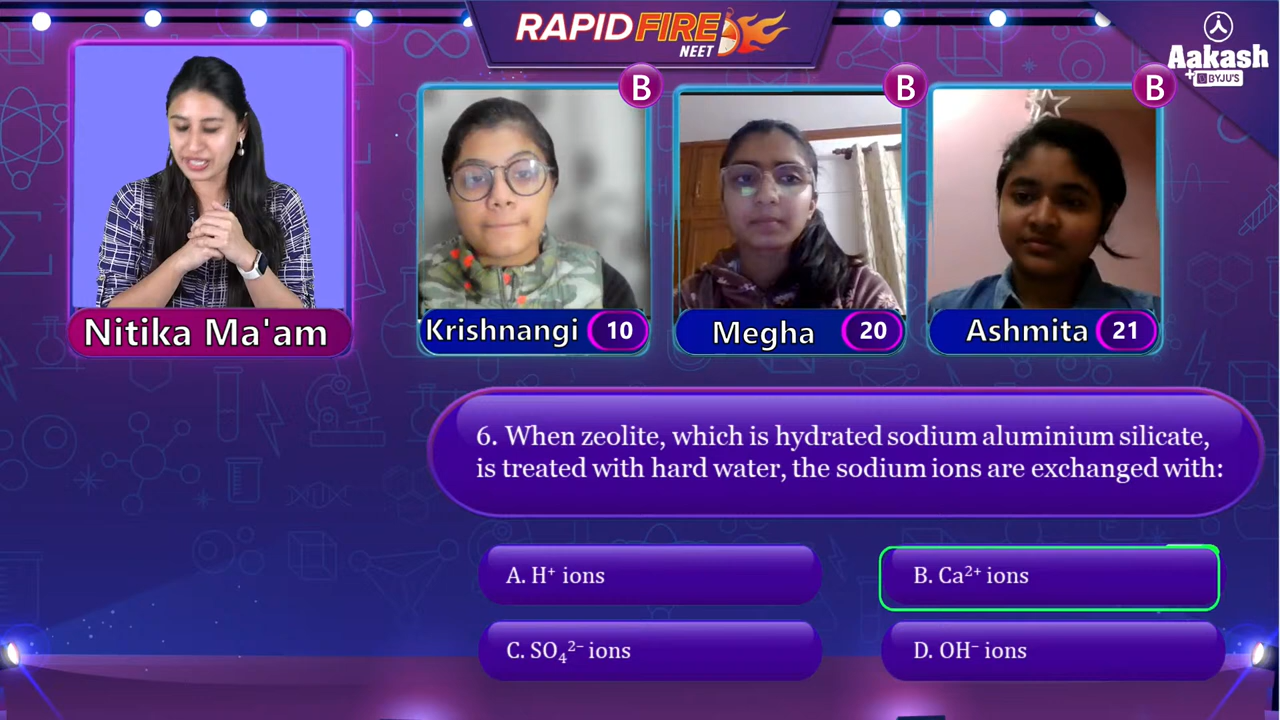 RAPID FIRE
NEET
Aakash
+ BYJU'S
B
B
B
Nitika Ma'am
Krishnangi 10
Megha 20
Ashmita 21
6. When zeolite, which is hydrated sodium aluminium silicate,
is treated with hard water, the sodium ions are exchanged with:
A. H⁺ ions
B. Ca²⁺ ions
C. SO₄²⁻ ions
D. OH⁻ ions